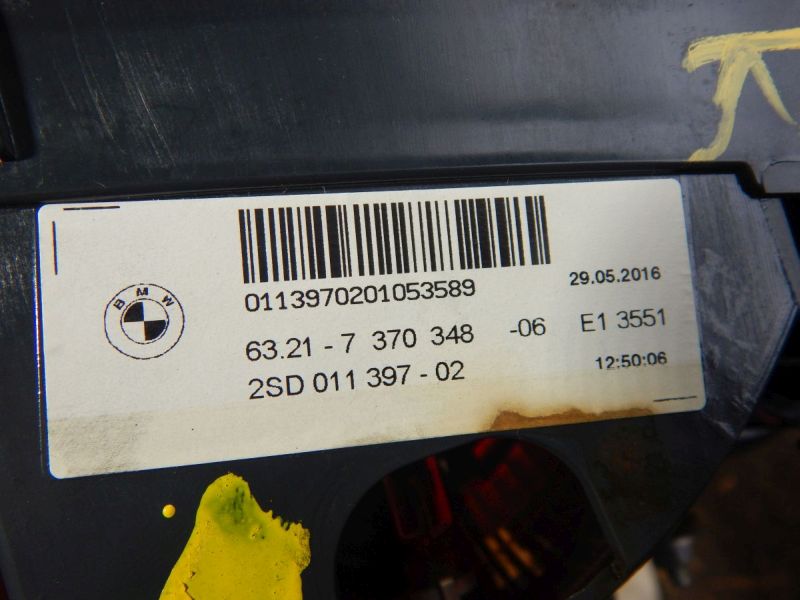 0113970201053589
29.05.2016
BMW
63.21 - 7 370 348 -06 E1 3551
2SD 011 397 - 02
12:50:06